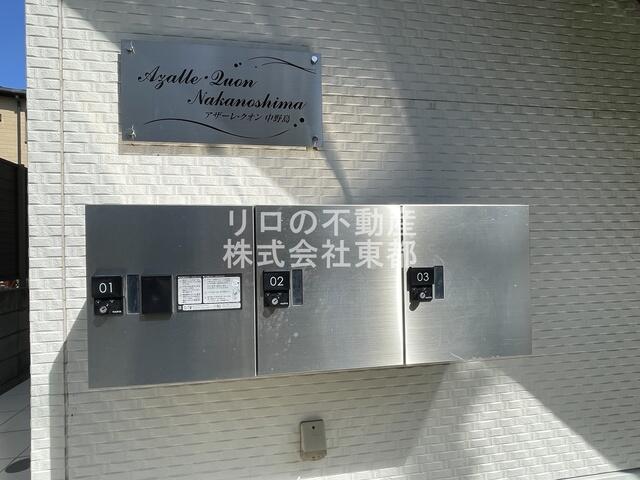 Azalle・Quon
Nakanoshima
アザーレ・クオン 中野島
リロの不動産
株式会社東都
01
02
03